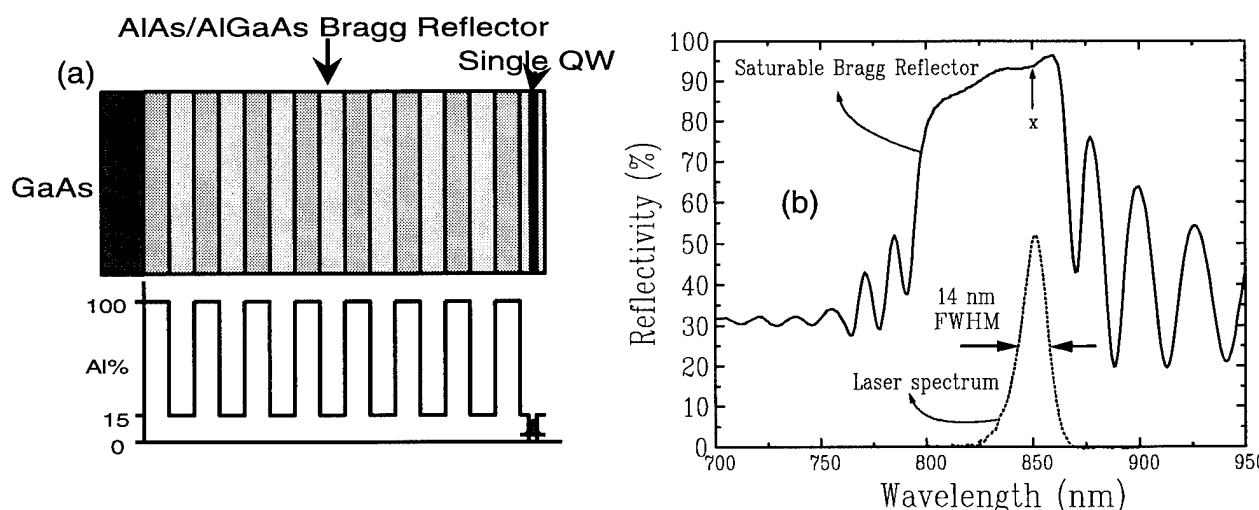 AlAs/AlGaAs Bragg Reflector
(a)
Single QW
GaAs
100
Al%
15
0
100
90
80
70
60
50
40
30
20
10
0
Reflectivity (%)
Saturable Bragg Reflector
x
(b)
14 nm
FWHM
Laser spectrum
700
750
800
850
900
950
Wavelength (nm)